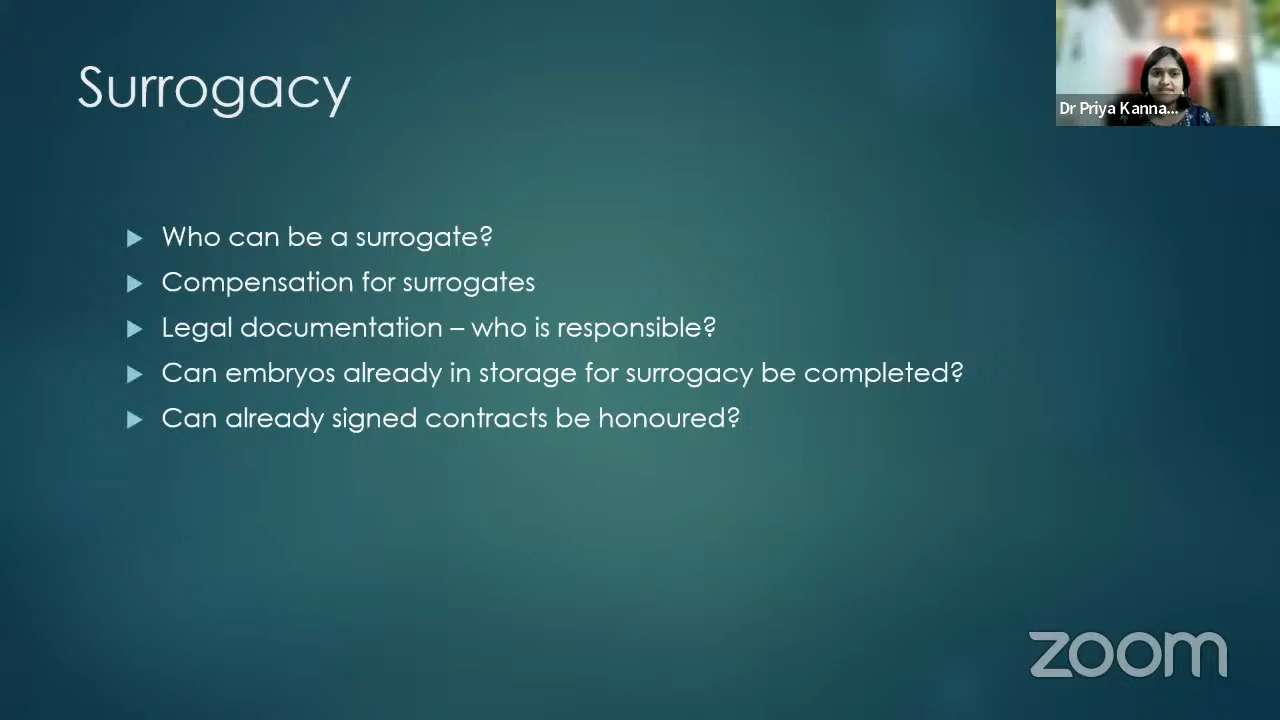 Surrogacy
Dr Priya Kanna...
Who can be a surrogate?
Compensation for surrogates
Legal documentation – who is responsible?
Can embryos already in storage for surrogacy be completed?
Can already signed contracts be honoured?
zoom